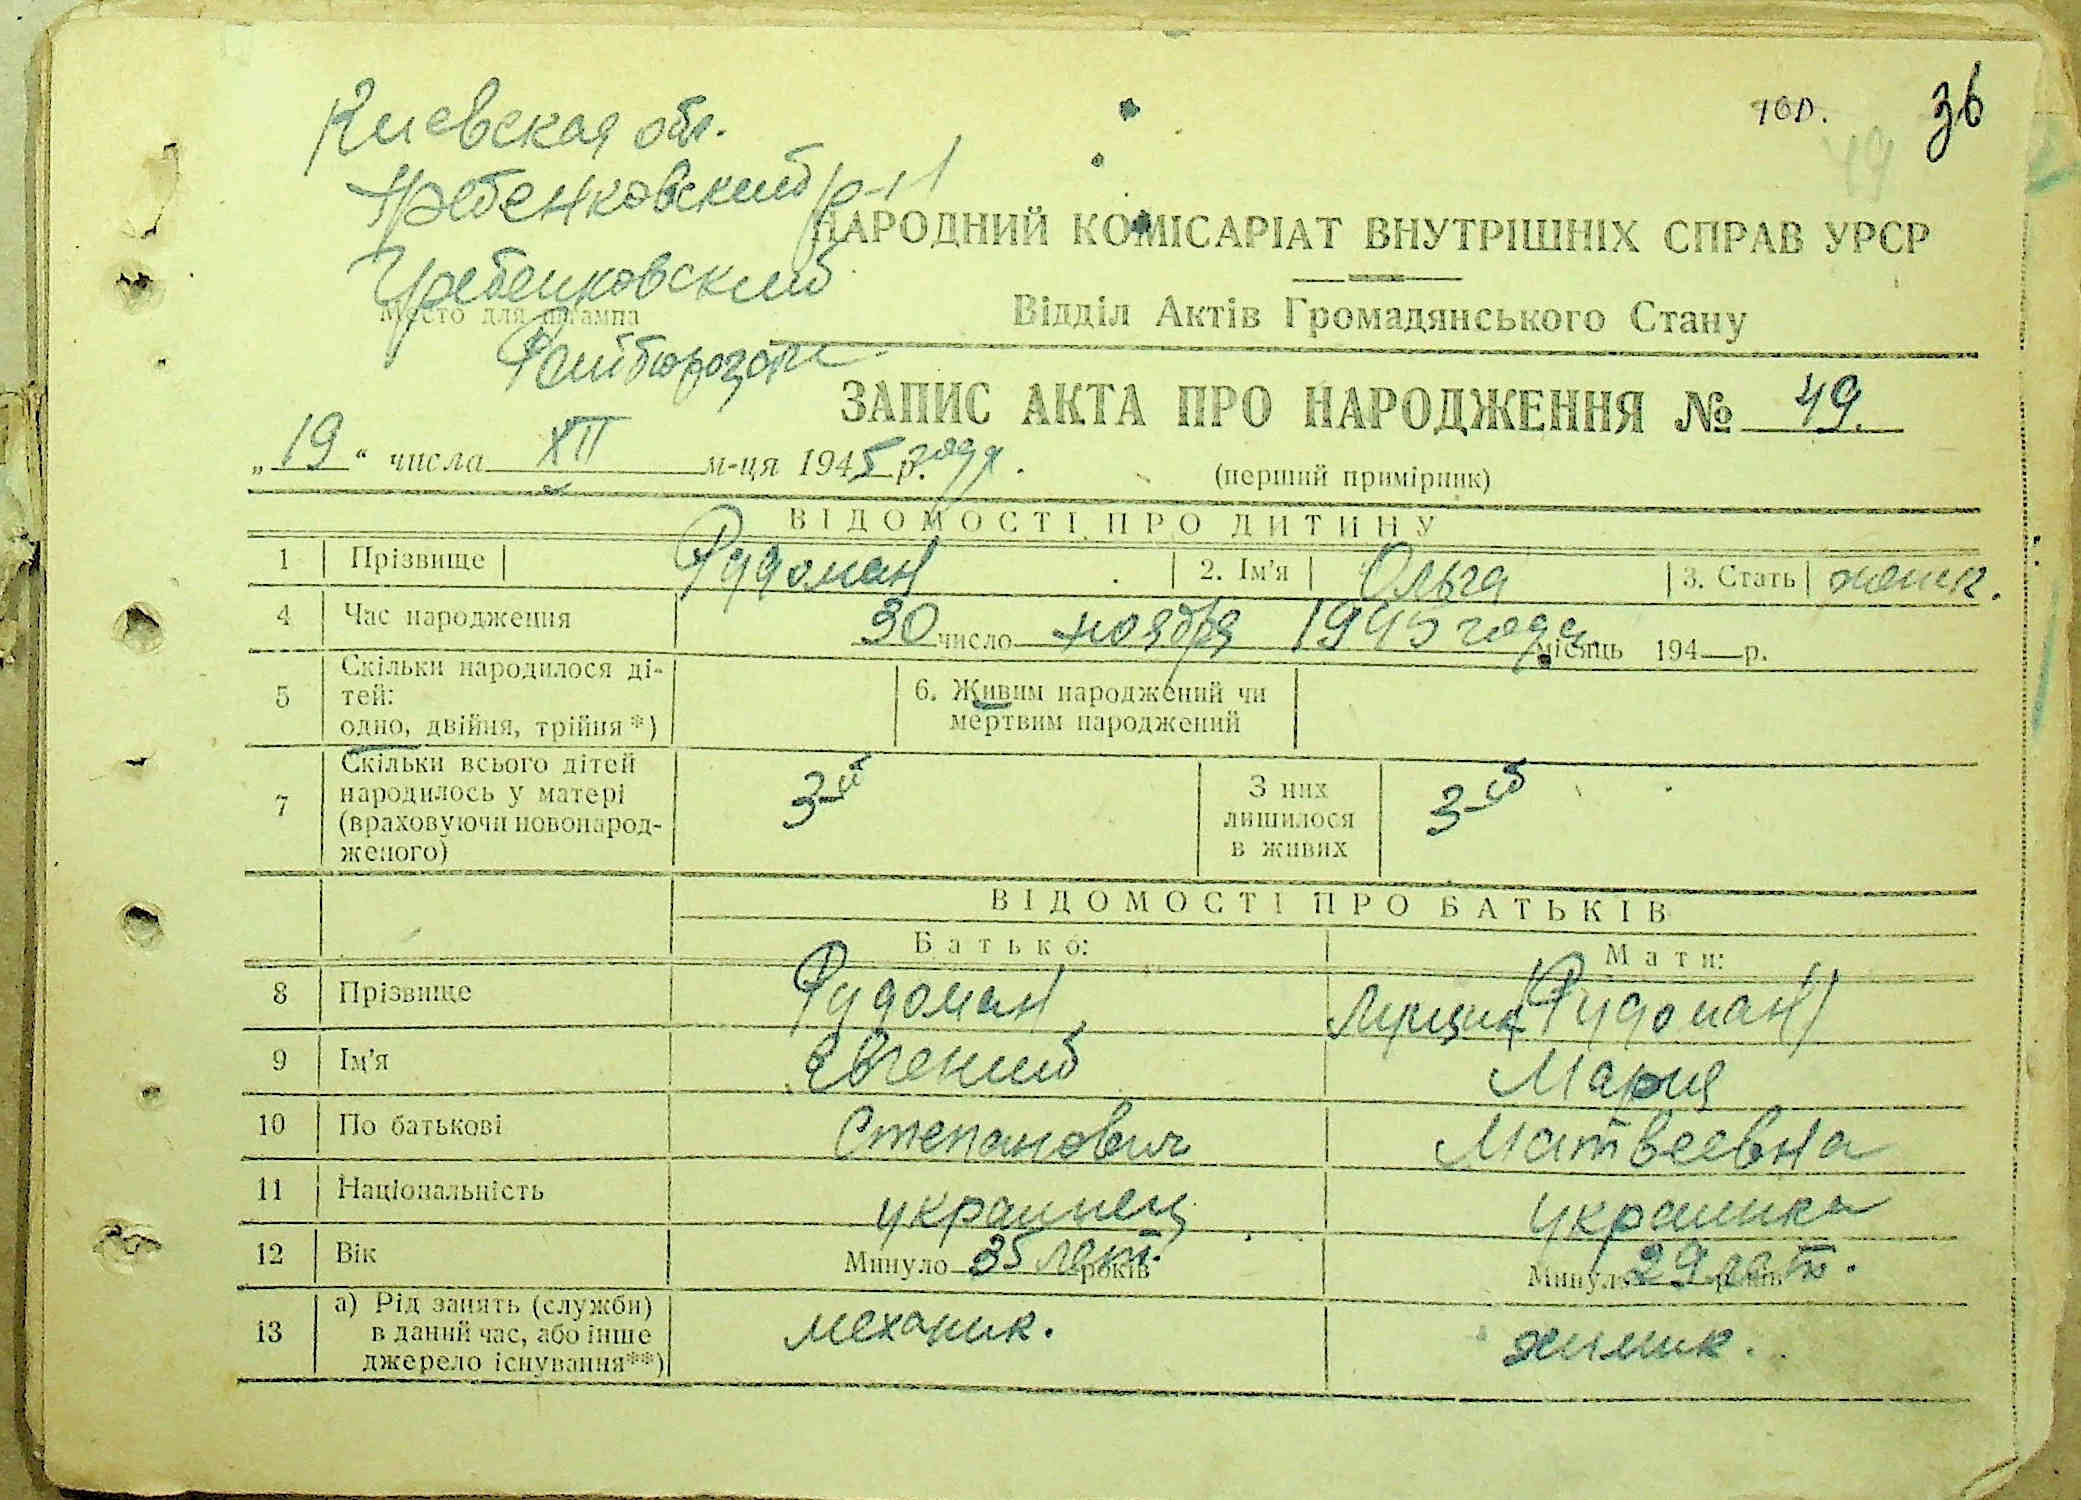 гор. 36
49
Киевская обл.
Гребенковский р-н
НАРОДНИЙ КОМІСАРІАТ ВНУТРІШНІХ СПРАВ УРСР
Гребенковский
Місто для штампа
Відділ Актів Громадянського Стану
Райбюрозагс
ЗАПИС АКТА ПРО НАРОДЖЕННЯ № 49.
„19“ числа XII м-ця 1945 р. года.
(перший примірник)
ВІДОМОСТІ ПРО ДИТИНУ
1 Прізвище Рудоман 2. Ім'я Ольга 3. Стать женск.
4 Час народження 30 число ноября 1945 года місяць 194 р.
5 Скільки народилося дітей: одно, двійня, трійня*) 6. Живим народжений чи мертвим народжений
7 Скільки всього дітей народилось у матері (враховуючи новонародженого) 3-й З них лишилося в живих 3-й
ВІДОМОСТІ ПРО БАТЬКІВ
Батько: Мати:
8 Прізвище Рудоман (Рудоман)
9 Ім'я Евгений Мария
10 По батькові Степанович Матвеевна
11 Національність украинец украинка
12 Вік Минуло 35 лет. років Минуло 29 лет. років
13 а) Рід занять (служби) в даний час, або інше джерело існування**) механик. химик.